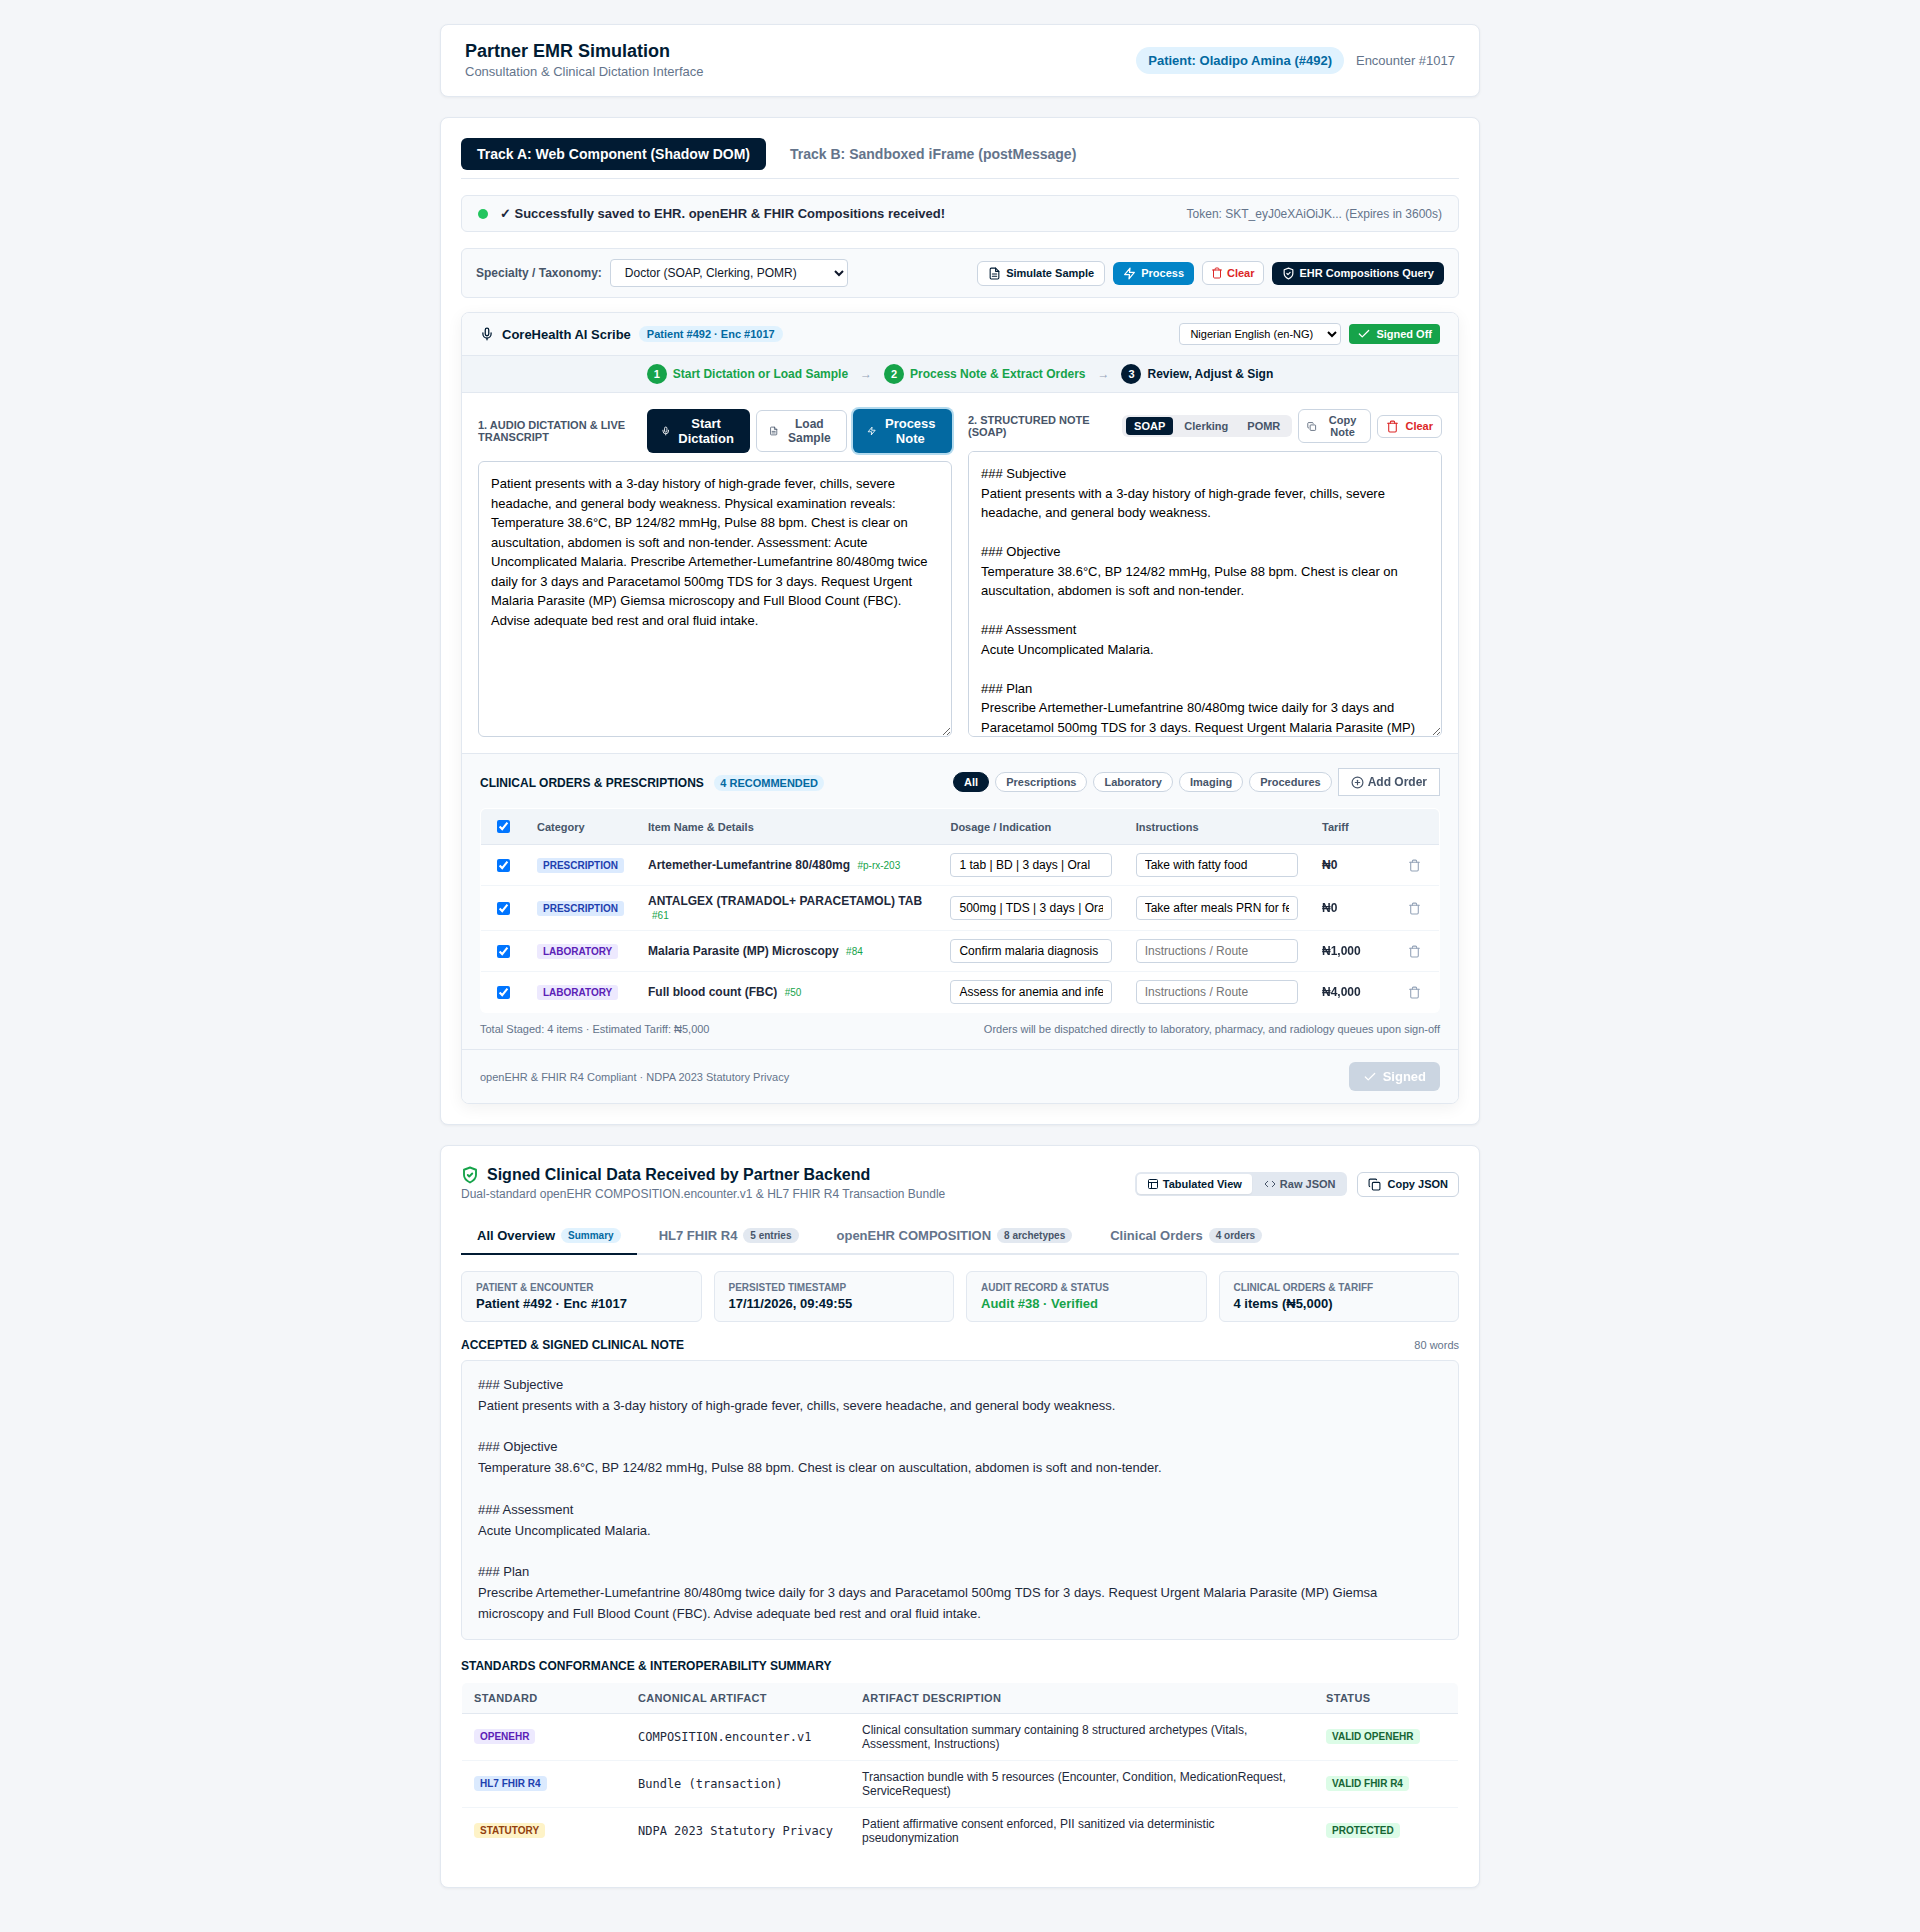 Partner EMR Simulation
Consultation & Clinical Dictation Interface
Patient: Oladipo Amina (#492)
Encounter #1017
Track A: Web Component (Shadow DOM)
Track B: Sandboxed iFrame (postMessage)
✓ Successfully saved to EHR. openEHR & FHIR Compositions received!
Token: SKT_eyJ0eXAiOiJK... (Expires in 3600s)
Specialty / Taxonomy:
Doctor (SOAP, Clerking, POMR)
Simulate Sample
Process
Clear
EHR Compositions Query
CoreHealth AI Scribe
Patient #492 · Enc #1017
Nigerian English (en-NG)
Signed Off
1 Start Dictation or Load Sample → 2 Process Note & Extract Orders → 3 Review, Adjust & Sign
1. AUDIO DICTATION & LIVE
TRANSCRIPT
Start
Dictation
Load
Sample
Process
Note
Patient presents with a 3-day history of high-grade fever, chills, severe
headache, and general body weakness. Physical examination reveals:
Temperature 38.6°C, BP 124/82 mmHg, Pulse 88 bpm. Chest is clear on
auscultation, abdomen is soft and non-tender. Assessment: Acute
Uncomplicated Malaria. Prescribe Artemether-Lumefantrine 80/480mg twice
daily for 3 days and Paracetamol 500mg TDS for 3 days. Request Urgent
Malaria Parasite (MP) Giemsa microscopy and Full Blood Count (FBC).
Advise adequate bed rest and oral fluid intake.
2. STRUCTURED NOTE
(SOAP)
SOAP
Clerking
POMR
Copy
Note
Clear
### Subjective
Patient presents with a 3-day history of high-grade fever, chills, severe
headache, and general body weakness.
### Objective
Temperature 38.6°C, BP 124/82 mmHg, Pulse 88 bpm. Chest is clear on
auscultation, abdomen is soft and non-tender.
### Assessment
Acute Uncomplicated Malaria.
### Plan
Prescribe Artemether-Lumefantrine 80/480mg twice daily for 3 days and
Paracetamol 500mg TDS for 3 days. Request Urgent Malaria Parasite (MP)
CLINICAL ORDERS & PRESCRIPTIONS
4 RECOMMENDED
All
Prescriptions
Laboratory
Imaging
Procedures
Add Order
Category Item Name & Details Dosage / Indication Instructions Tariff
PRESCRIPTION Artemether-Lumefantrine 80/480mg #p-rx-203 1 tab | BD | 3 days | Oral Take with fatty food ₦0
PRESCRIPTION ANTALGEX (TRAMADOL+ PARACETAMOL) TAB #61 500mg | TDS | 3 days | Ora Take after meals PRN for fe ₦0
LABORATORY Malaria Parasite (MP) Microscopy #84 Confirm malaria diagnosis Instructions / Route ₦1,000
LABORATORY Full blood count (FBC) #50 Assess for anemia and infe Instructions / Route ₦4,000
Total Staged: 4 items · Estimated Tariff: ₦5,000
Orders will be dispatched directly to laboratory, pharmacy, and radiology queues upon sign-off
openEHR & FHIR R4 Compliant · NDPA 2023 Statutory Privacy
Signed
Signed Clinical Data Received by Partner Backend
Dual-standard openEHR COMPOSITION.encounter.v1 & HL7 FHIR R4 Transaction Bundle
Tabulated View
Raw JSON
Copy JSON
All Overview Summary
HL7 FHIR R4 5 entries
openEHR COMPOSITION 8 archetypes
Clinical Orders 4 orders
PATIENT & ENCOUNTER
Patient #492 · Enc #1017
PERSISTED TIMESTAMP
17/11/2026, 09:49:55
AUDIT RECORD & STATUS
Audit #38 · Verified
CLINICAL ORDERS & TARIFF
4 items (₦5,000)
ACCEPTED & SIGNED CLINICAL NOTE
80 words
### Subjective
Patient presents with a 3-day history of high-grade fever, chills, severe headache, and general body weakness.
### Objective
Temperature 38.6°C, BP 124/82 mmHg, Pulse 88 bpm. Chest is clear on auscultation, abdomen is soft and non-tender.
### Assessment
Acute Uncomplicated Malaria.
### Plan
Prescribe Artemether-Lumefantrine 80/480mg twice daily for 3 days and Paracetamol 500mg TDS for 3 days. Request Urgent Malaria Parasite (MP) Giemsa
microscopy and Full Blood Count (FBC). Advise adequate bed rest and oral fluid intake.
STANDARDS CONFORMANCE & INTEROPERABILITY SUMMARY
STANDARD CANONICAL ARTIFACT ARTIFACT DESCRIPTION STATUS
OPENEHR COMPOSITION.encounter.v1 Clinical consultation summary containing 8 structured archetypes (Vitals,
Assessment, Instructions) VALID OPENEHR
HL7 FHIR R4 Bundle (transaction) Transaction bundle with 5 resources (Encounter, Condition, MedicationRequest,
ServiceRequest) VALID FHIR R4
STATUTORY NDPA 2023 Statutory Privacy Patient affirmative consent enforced, PII sanitized via deterministic
pseudonymization PROTECTED